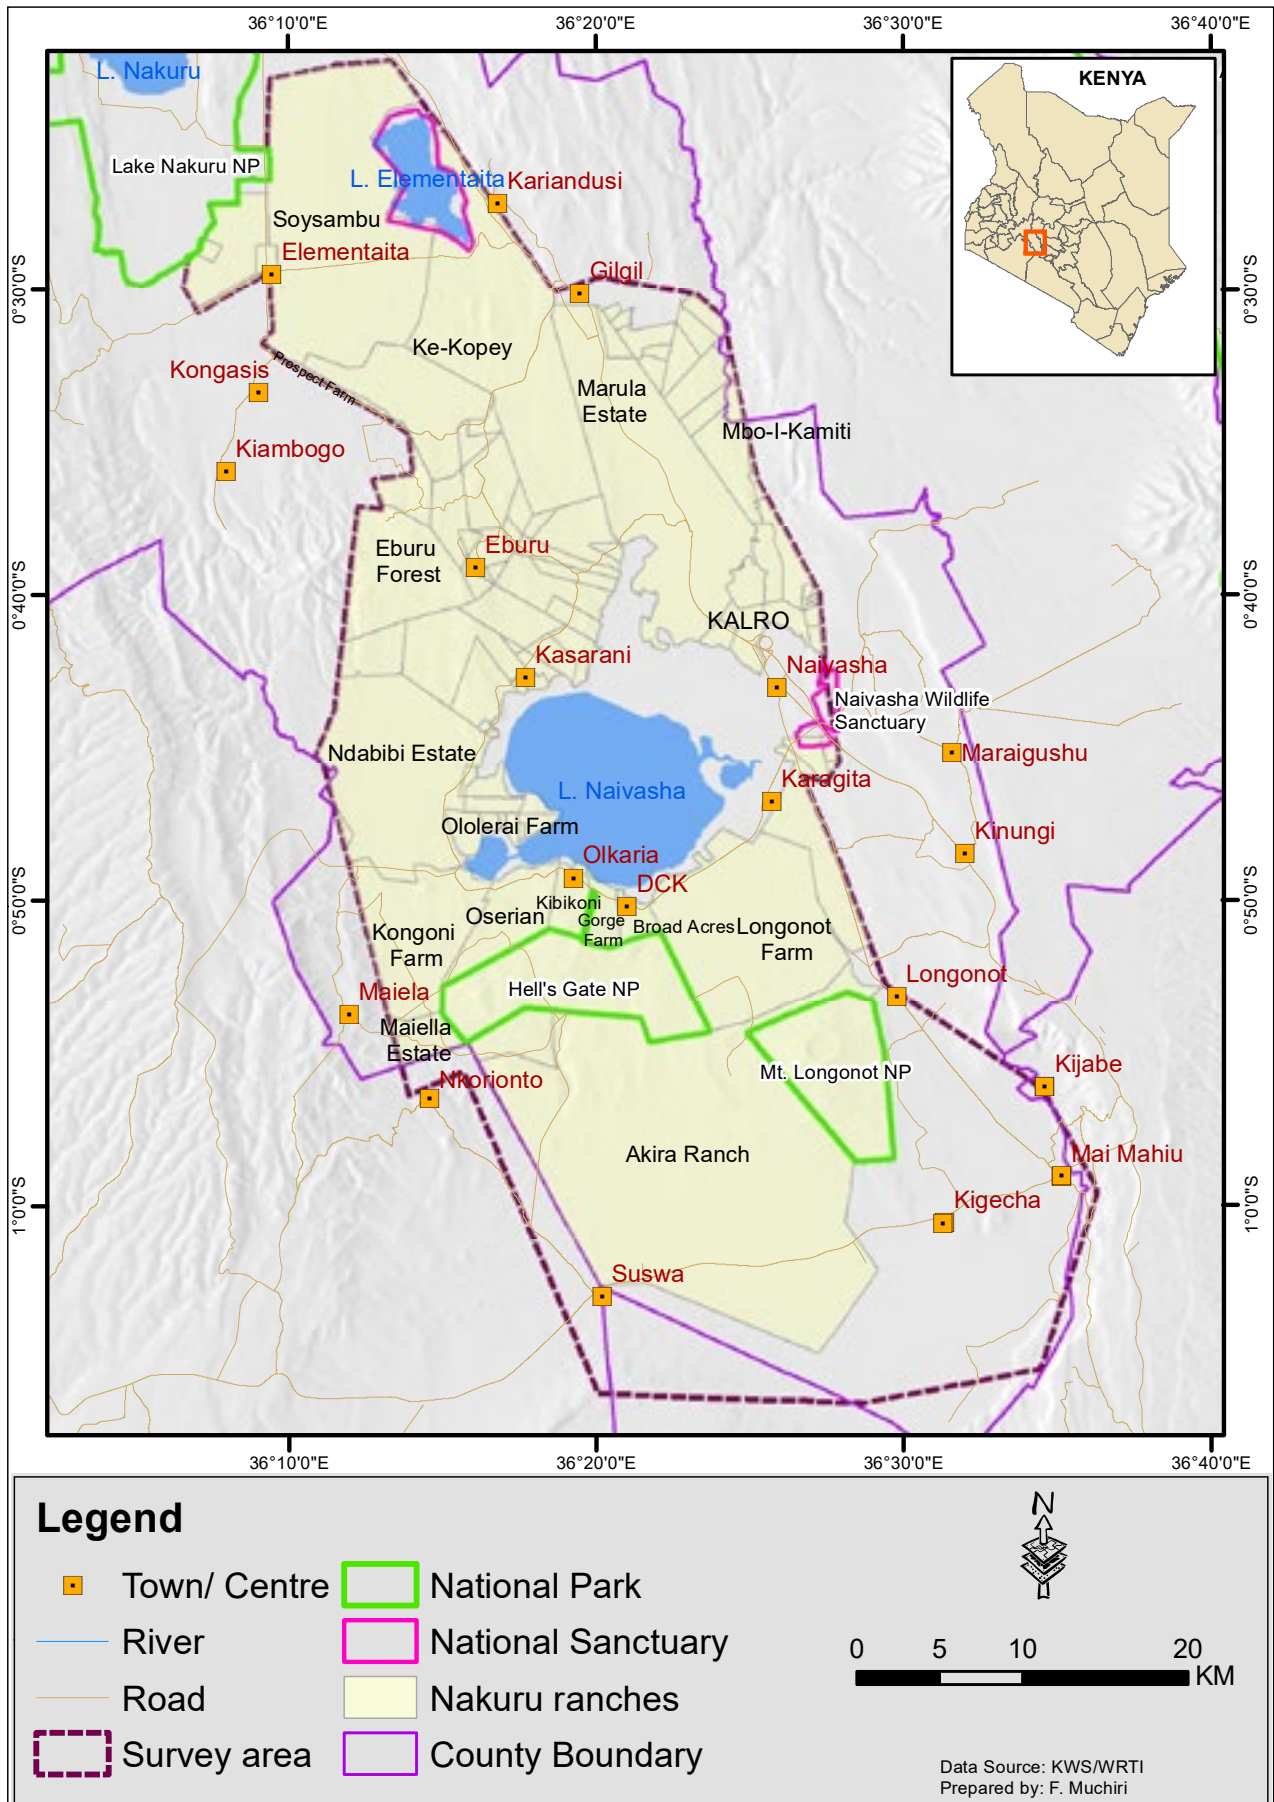 36°10'0"E
36°20'0"E
36°30'0"E
36°40'0"E
L. Nakuru
KENYA
Lake Nakuru NP
L. Elementaita
Kariandusi
Soysambu
Elementaita
Gilgil
0°30'0"S
0°30'0"S
Ke-Kopey
Prospect Farm
Kongasis
Marula
Estate
Mbo-I-Kamiti
Kiambogo
Eburu
Forest
Eburu
0°40'0"S
0°40'0"S
KALRO
Kasarani
Naivasha
Naivasha Wildlife
Sanctuary
Ndabibi Estate
Maraigushu
L. Naivasha
Karagita
Ololerai Farm
Kinungi
Olkaria
DCK
0°50'0"S
0°50'0"S
Kibikoni
Oserian
Gorge
Farm
Broad Acres
Longonot
Farm
Kongoni
Farm
Longonot
Hell's Gate NP
Maiela
Maiella
Estate
Mt. Longonot NP
Kijabe
Nkorionto
Akira Ranch
Mai Mahiu
Kigecha
1°0'0"S
1°0'0"S
Suswa
36°10'0"E
36°20'0"E
36°30'0"E
36°40'0"E
Legend
Town/ Centre
National Park
River
National Sanctuary
Road
Nakuru ranches
Survey area
County Boundary
N
0 5 10 20
KM
Data Source: KWS/WRTI
Prepared by: F. Muchiri